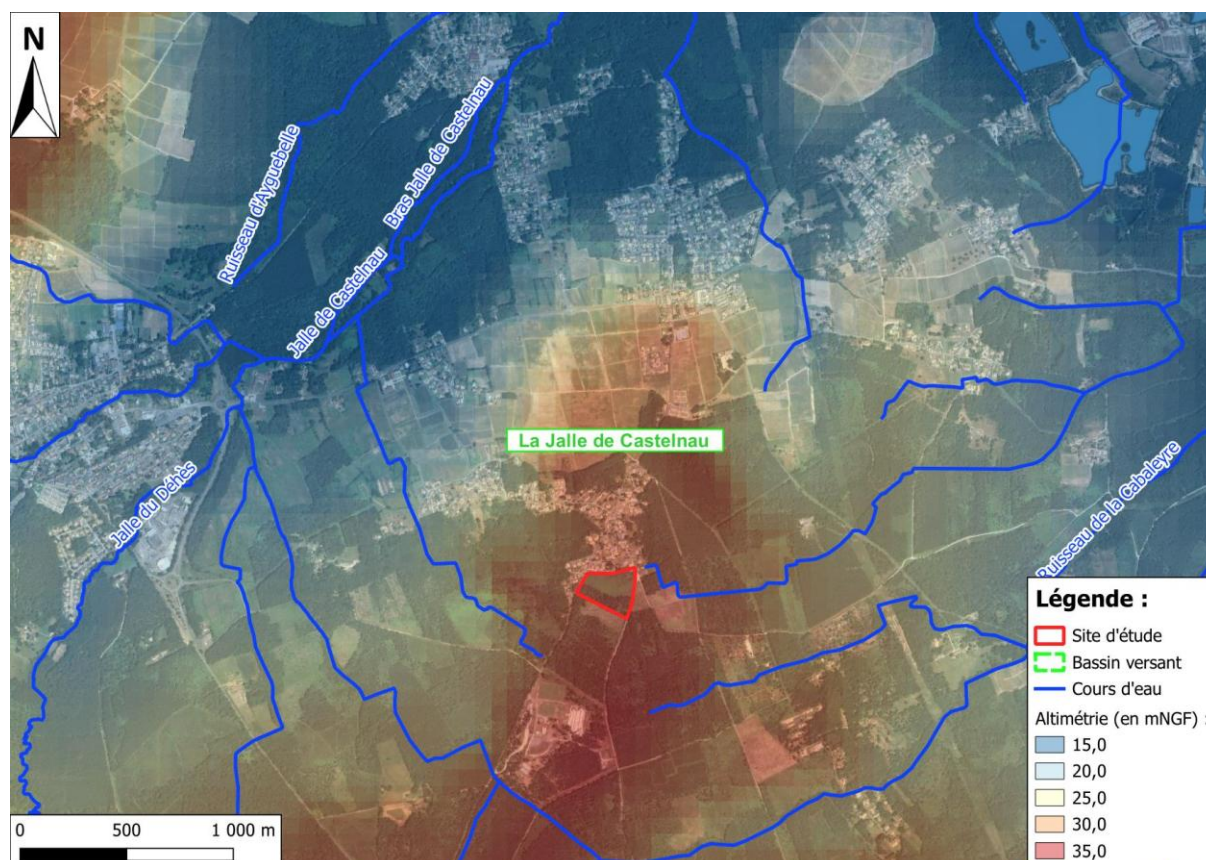 N
Ruisseau d'Ayguebelle
Bras Jalle de Castelnau
Jalle de Castelnau
La Jalle de Castelnau
Jalle du Déhès
Ruisseau de la Cabaleyre
Légende :
Site d'étude
Bassin versant
Cours d'eau
Altimétrie (en mNGF) :
15,0
20,0
25,0
30,0
35,0
0 500 1 000 m